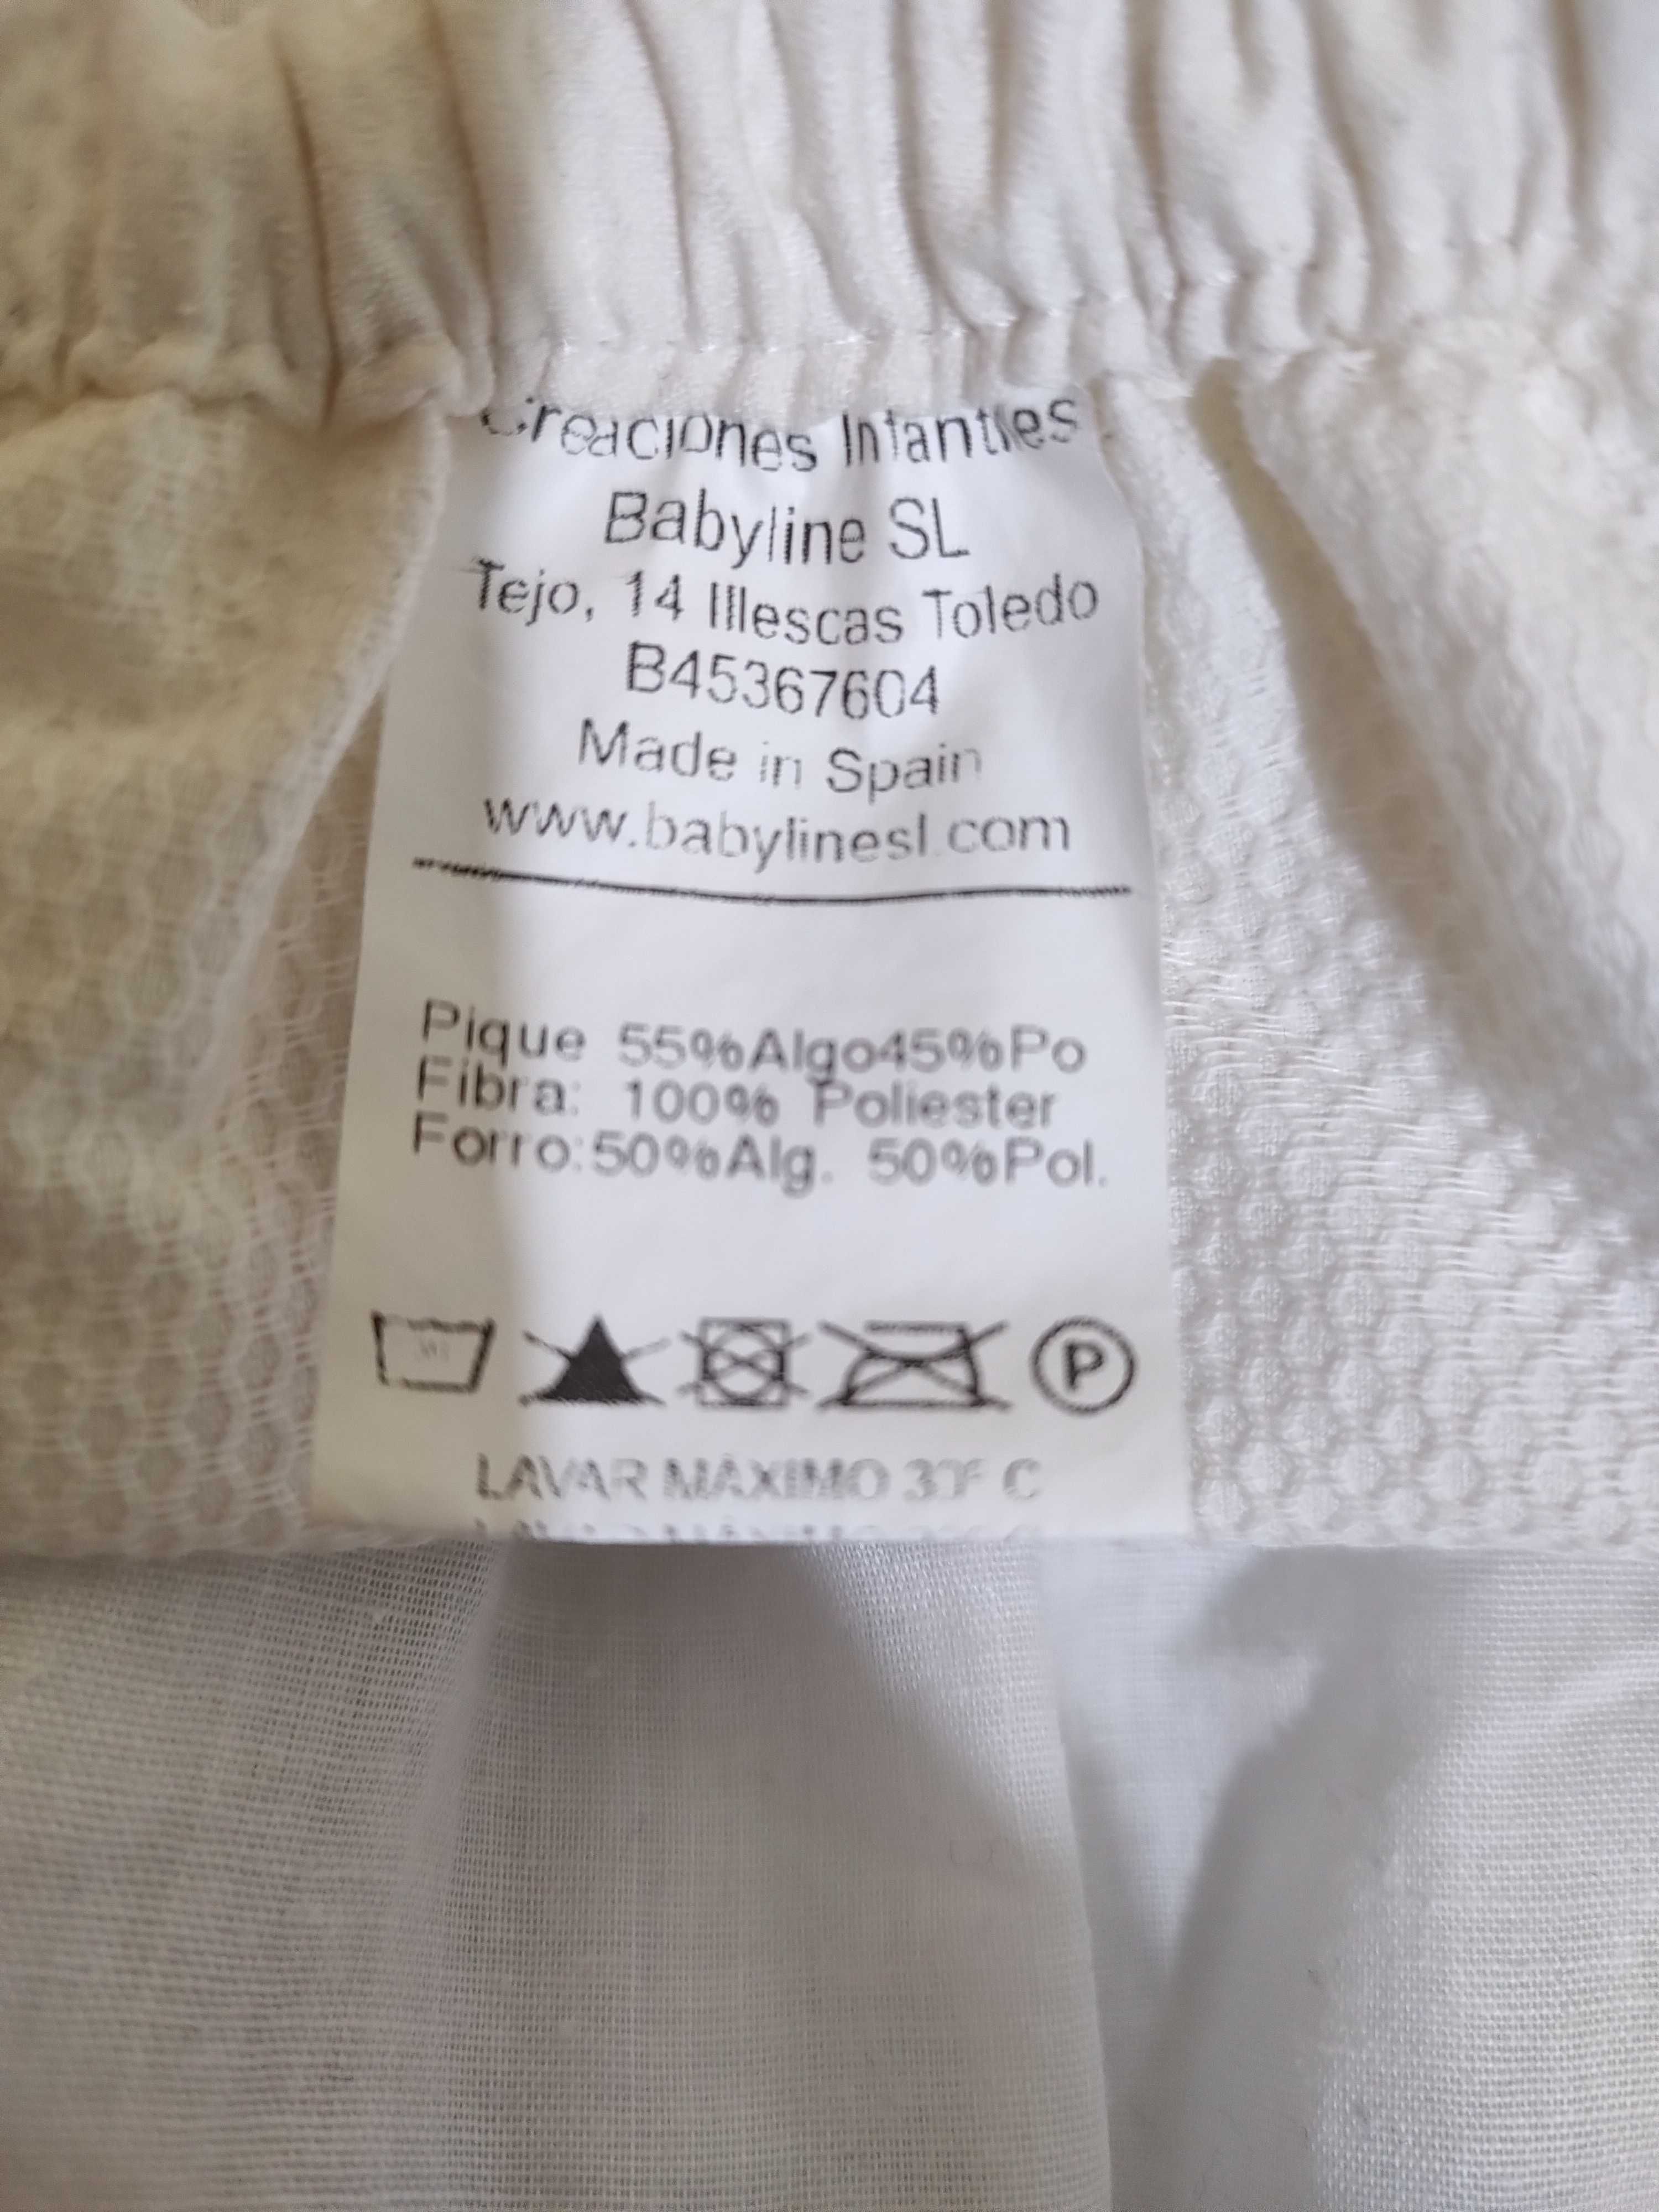 Creaciones Infantiles
Babyline SL
Tejo, 14 Illescas Toledo
B45367604
Made in Spain
www.babylinesl.com
Pique 55%Algo45%Po
Fibra: 100% Poliester
Forro:50%Alg. 50%Pol.
P
LAVAR MAXIMO 30º C